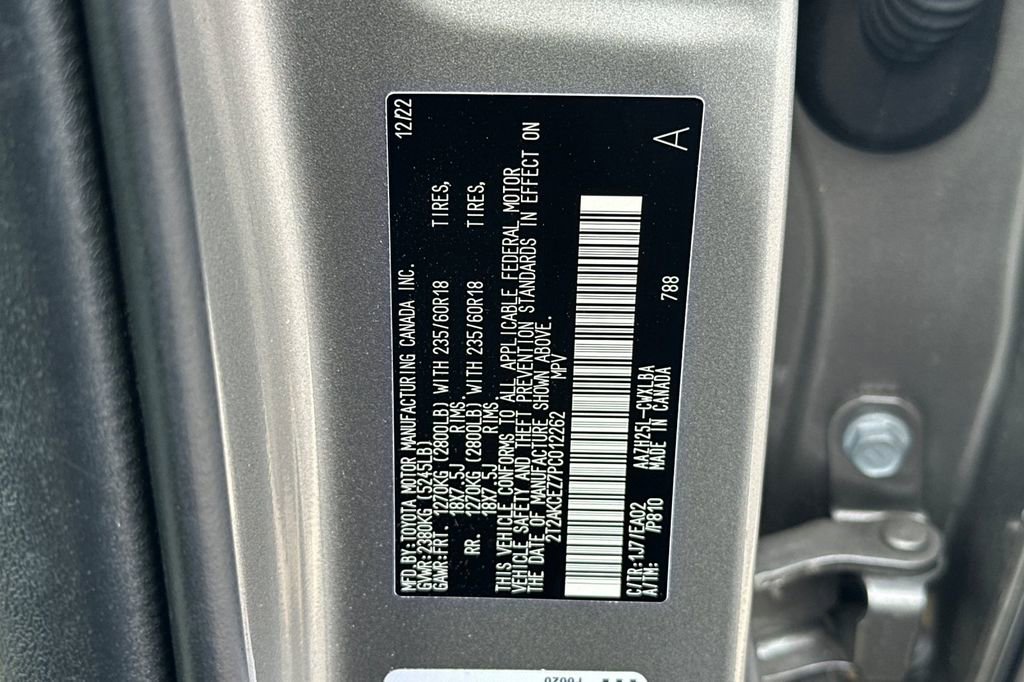 MFD.BY:TOYOTA MOTOR MANUFACTURING CANADA INC. 12/22
GVWR:2380KG (5245LB)
GAWR:FRT. 1270KG (2800LB) WITH 235/60R18 TIRES,
18X7.5J RIMS.
RR. 1270KG (2800LB) WITH 235/60R18 TIRES,
18X7.5J RIMS.
THIS VEHICLE CONFORMS TO ALL APPLICABLE FEDERAL MOTOR
VEHICLE SAFETY AND THEFT PREVENTION STANDARDS IN EFFECT ON
THE DATE OF MANUFACTURE SHOWN ABOVE.
2T2AKCEZ7PC012262 MPV
C/TR:1J7/EA02 AAZH25L-CWXLBA
A/TM: /P810 MADE IN CANADA 788
A